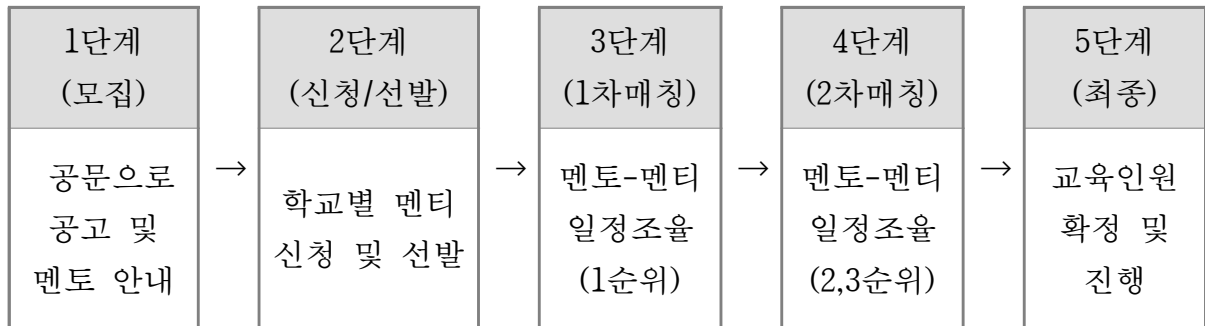 1단계
(모집)
공문으로
공고 및
멘토 안내
→
2단계
(신청/선발)
학교별 멘티
신청 및 선발
→
3단계
(1차매칭)
멘토-멘티
일정조율
(1순위)
→
4단계
(2차매칭)
멘토-멘티
일정조율
(2,3순위)
→
5단계
(최종)
교육인원
확정 및
진행